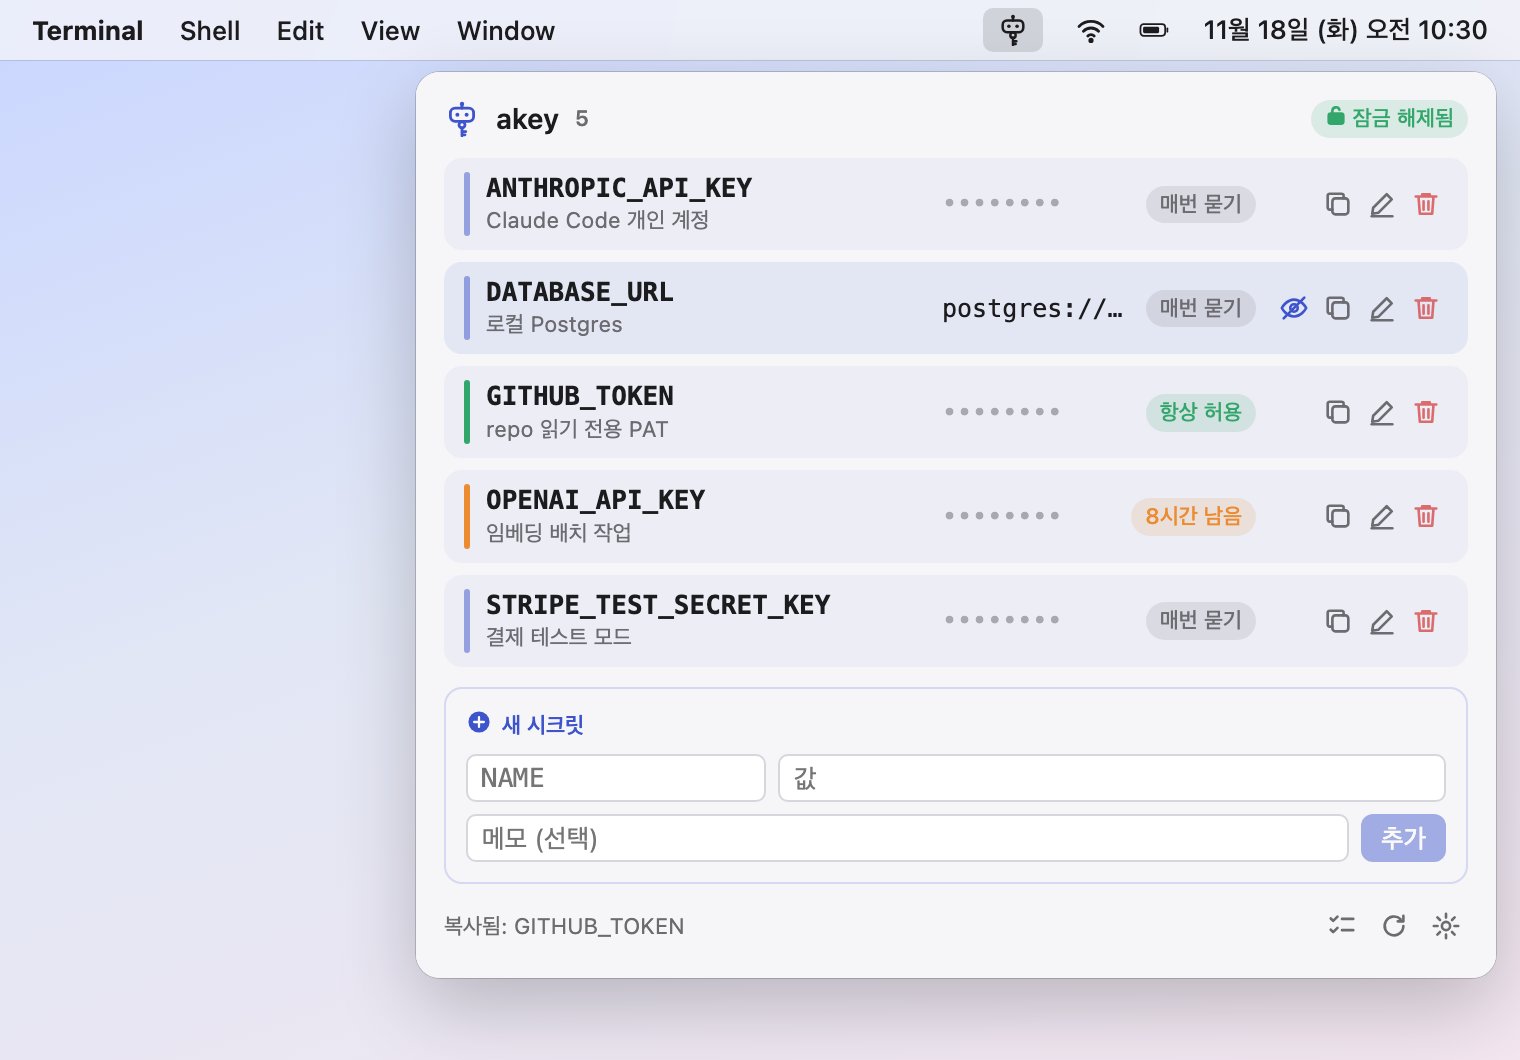 Terminal Shell Edit View Window 11월 18일 (화) 오전 10:30
akey 5 잠금 해제됨
ANTHROPIC_API_KEY
Claude Code 개인 계정
•••••••• 매번 묻기
DATABASE_URL
로컬 Postgres
postgres://… 매번 묻기
GITHUB_TOKEN
repo 읽기 전용 PAT
•••••••• 항상 허용
OPENAI_API_KEY
임베딩 배치 작업
•••••••• 8시간 남음
STRIPE_TEST_SECRET_KEY
결제 테스트 모드
•••••••• 매번 묻기
새 시크릿
NAME 값
메모 (선택) 추가
복사됨: GITHUB_TOKEN